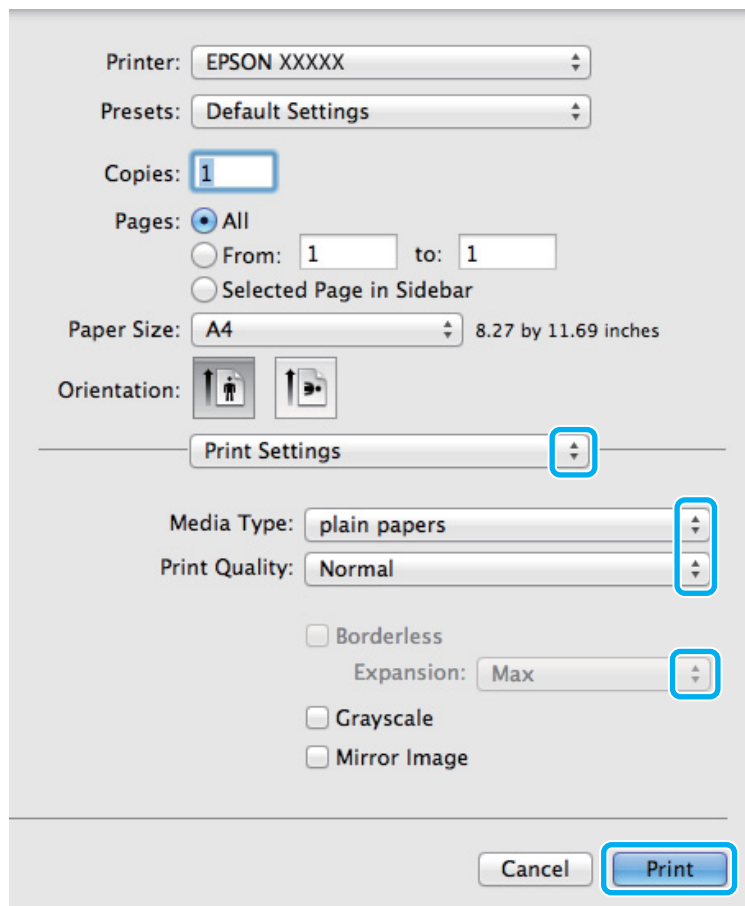 Printer: EPSON XXXXX
Presets: Default Settings
Copies: 1
Pages: All
From: 1 to: 1
Selected Page in Sidebar
Paper Size: A4 8.27 by 11.69 inches
Orientation:
Print Settings
Media Type: plain papers
Print Quality: Normal
Borderless
Expansion: Max
Grayscale
Mirror Image
Cancel Print